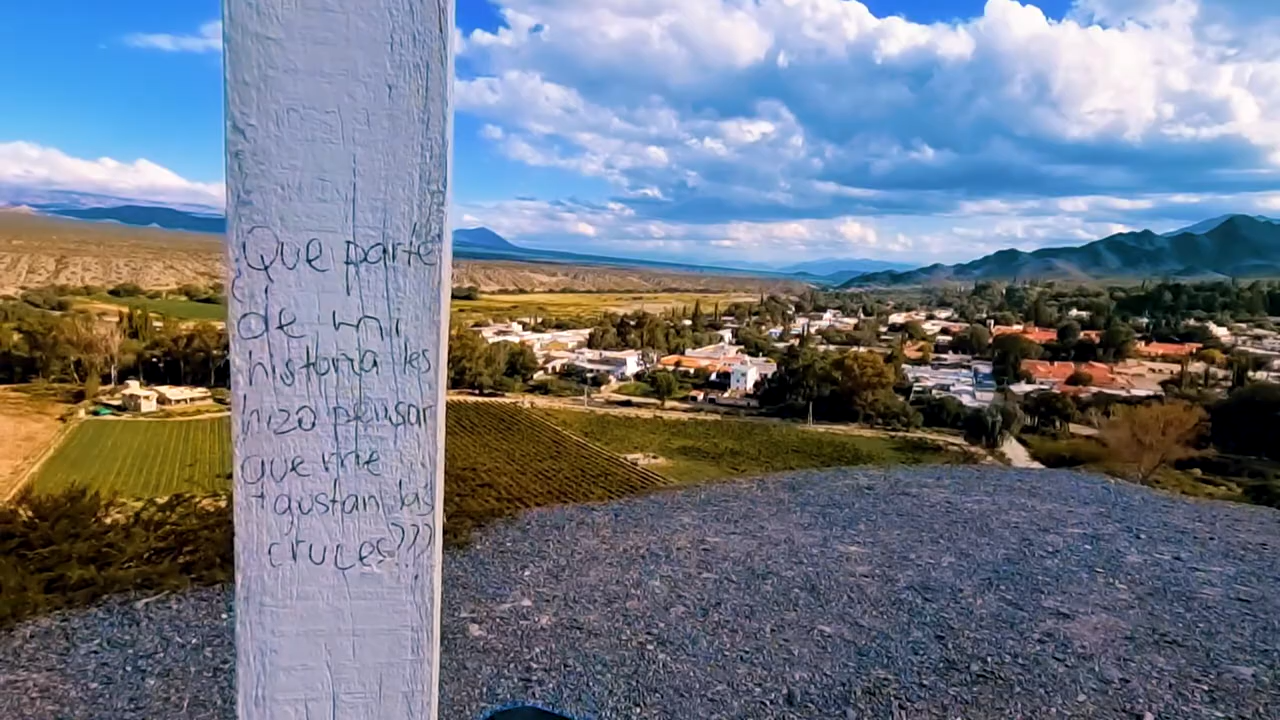 ¿Que parte
de mi
historia les
hizo pensar
que me
gustan las
cruces???